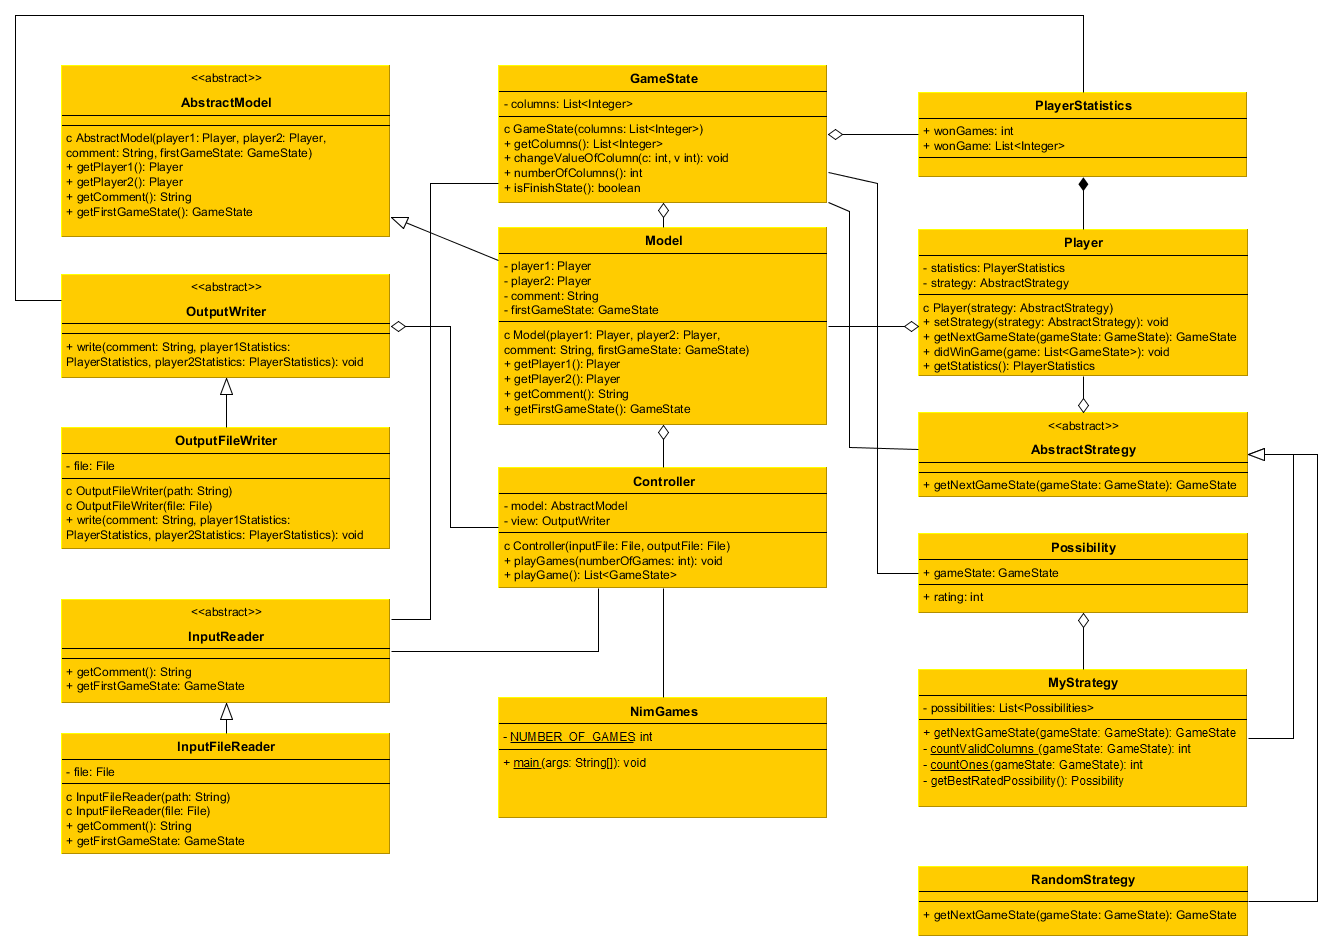 <<abstract>>
AbstractModel
c AbstractModel(player1: Player, player2: Player,
comment: String, firstGameState: GameState)
+ getPlayer1(): Player
+ getPlayer2(): Player
+ getComment(): String
+ getFirstGameState(): GameState
<<abstract>>
OutputWriter
+ write(comment: String, player1Statistics:
PlayerStatistics, player2Statistics: PlayerStatistics): void
OutputFileWriter
- file: File
c OutputFileWriter(path: String)
c OutputFileWriter(file: File)
+ write(comment: String, player1Statistics:
PlayerStatistics, player2Statistics: PlayerStatistics): void
<<abstract>>
InputReader
+ getComment(): String
+ getFirstGameState: GameState
InputFileReader
- file: File
c InputFileReader(path: String)
c InputFileReader(file: File)
+ getComment(): String
+ getFirstGameState: GameState
GameState
- columns: List<Integer>
c GameState(columns: List<Integer>)
+ getColumns(): List<Integer>
+ changeValueOfColumn(c: int, v int): void
+ numberOfColumns(): int
+ isFinishState(): boolean
Model
- player1: Player
- player2: Player
- comment: String
- firstGameState: GameState
c Model(player1: Player, player2: Player,
comment: String, firstGameState: GameState)
+ getPlayer1(): Player
+ getPlayer2(): Player
+ getComment(): String
+ getFirstGameState(): GameState
Controller
- model: AbstractModel
- view: OutputWriter
c Controller(inputFile: File, outputFile: File)
+ playGames(numberOfGames: int): void
+ playGame(): List<GameState>
NimGames
- NUMBER_OF_GAMES int
+ main(args: String[]): void
PlayerStatistics
+ wonGames: int
+ wonGame: List<Integer>
Player
- statistics: PlayerStatistics
- strategy: AbstractStrategy
c Player(strategy: AbstractStrategy)
+ setStrategy(strategy: AbstractStrategy): void
+ getNextGameState(gameState: GameState): GameState
+ didWinGame(game: List<GameState>): void
+ getStatistics(): PlayerStatistics
<<abstract>>
AbstractStrategy
+ getNextGameState(gameState: GameState): GameState
Possibility
+ gameState: GameState
+ rating: int
MyStrategy
- possibilities: List<Possibilities>
+ getNextGameState(gameState: GameState): GameState
- countValidColumns (gameState: GameState): int
- countOnes(gameState: GameState): int
- getBestRatedPossibility(): Possibility
RandomStrategy
+ getNextGameState(gameState: GameState): GameState